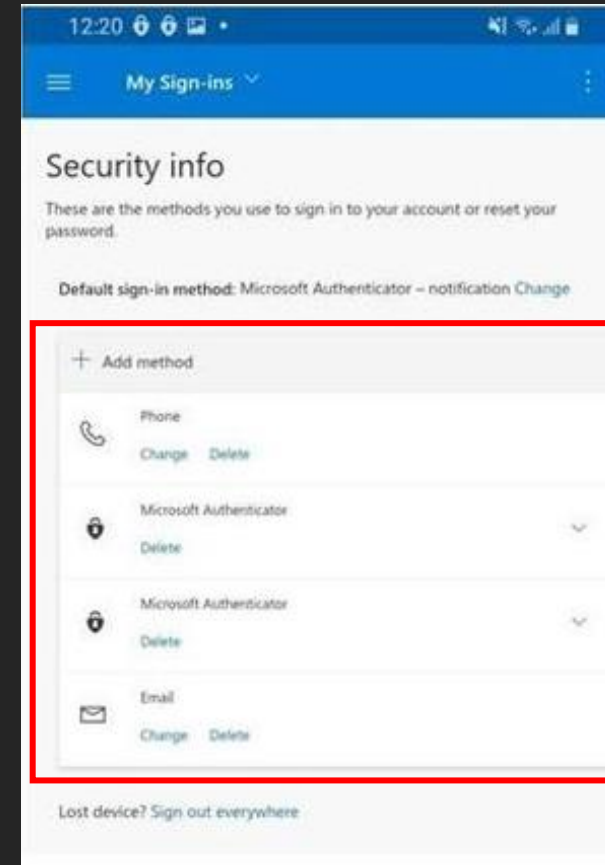 12:20
My Sign-ins
Security info
These are the methods you use to sign in to your account or reset your
password.
Default sign-in method: Microsoft Authenticator – notification Change
+ Add method
Phone
Change Delete
Microsoft Authenticator
Delete
Microsoft Authenticator
Delete
Email
Change Delete
Lost device? Sign out everywhere